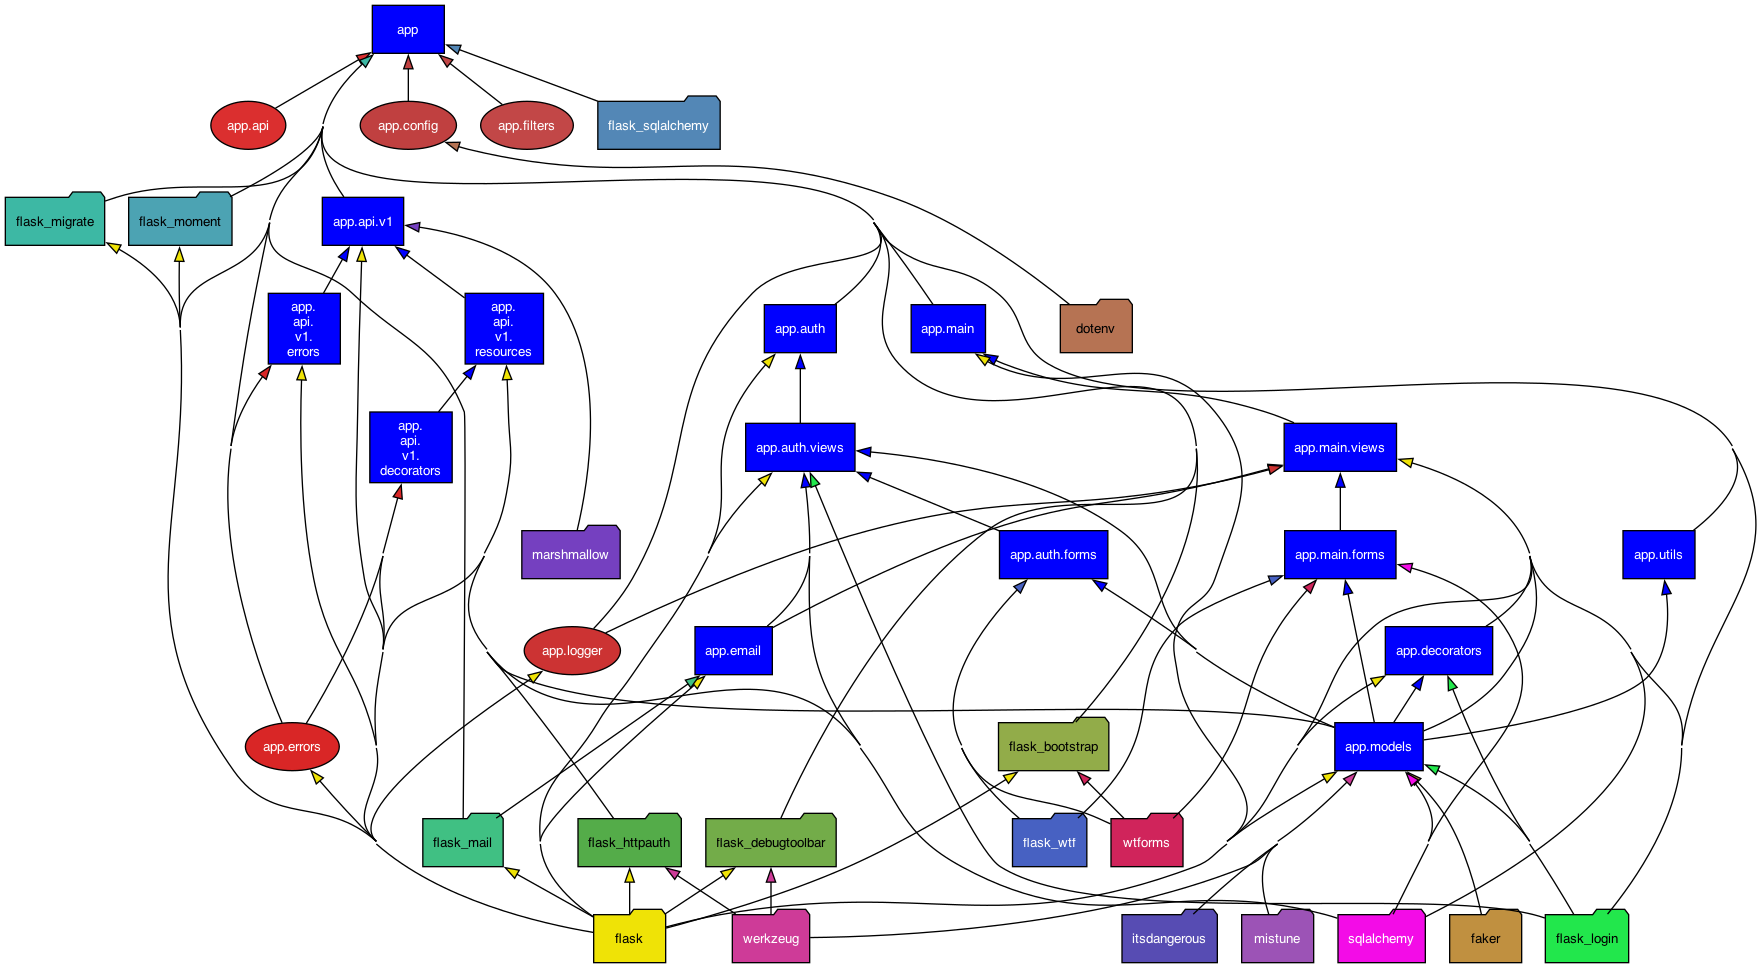 app
app.api
app.config
app.filters
flask_sqlalchemy
flask_migrate
flask_moment
app.api.v1
app.
api.
v1.
errors
app.
api.
v1.
resources
app.auth
app.main
dotenv
app.
api.
v1.
decorators
app.auth.views
app.main.views
marshmallow
app.auth.forms
app.main.forms
app.utils
app.logger
app.email
app.decorators
app.errors
flask_bootstrap
app.models
flask_mail
flask_httpauth
flask_debugtoolbar
flask_wtf
wtforms
flask
werkzeug
itsdangerous
mistune
sqlalchemy
faker
flask_login